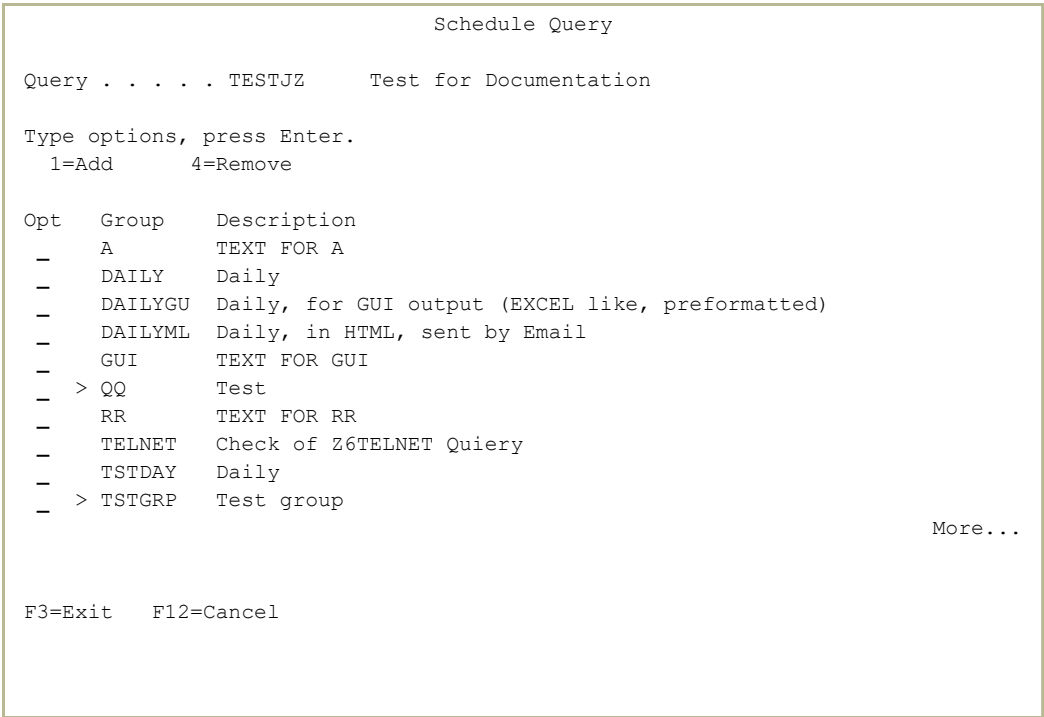 Schedule Query
Query . . . . . TESTJZ     Test for Documentation
Type options, press Enter.
1=Add      4=Remove
Opt   Group    Description
_     A        TEXT FOR A
_     DAILY    Daily
_     DAILYGU  Daily, for GUI output (EXCEL like, preformatted)
_     DAILYML  Daily, in HTML, sent by Email
_     GUI      TEXT FOR GUI
_   > QQ       Test
_     RR       TEXT FOR RR
_     TELNET   Check of Z6TELNET Quiery
_     TSTDAY   Daily
_   > TSTGRP   Test group
More...
F3=Exit   F12=Cancel